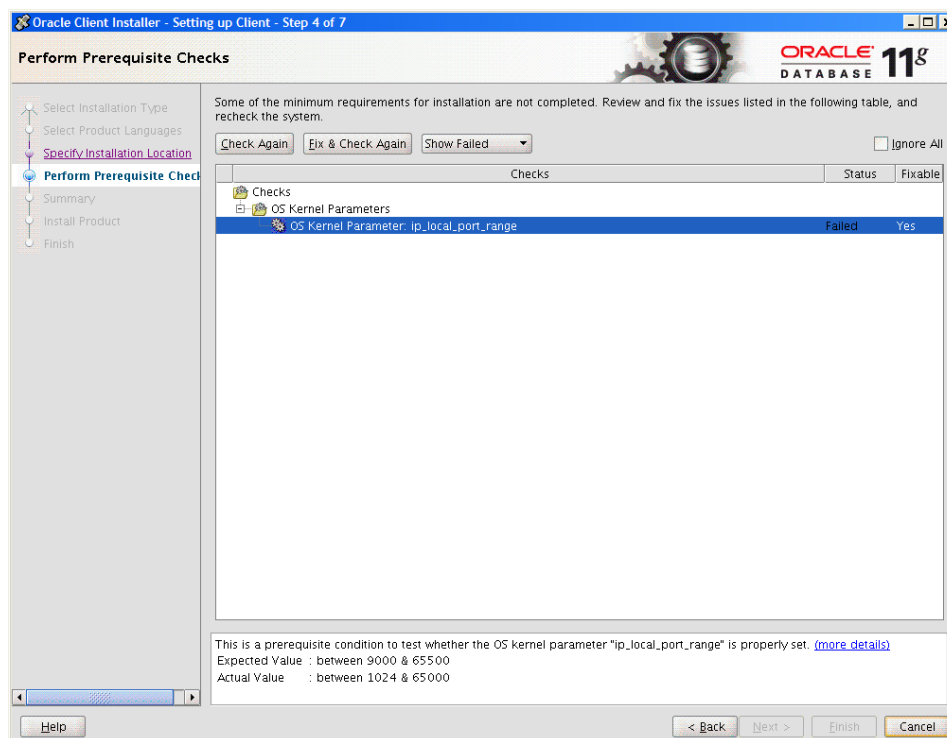 Oracle Client Installer - Setting up Client - Step 4 of 7
Perform Prerequisite Checks
ORACLE
DATABASE
11g
Select Installation Type
Select Product Languages
Specify Installation Location
Perform Prerequisite Check
Summary
Install Product
Finish
Some of the minimum requirements for installation are not completed. Review and fix the issues listed in the following table, and
recheck the system.
Check Again Fix & Check Again Show Failed Ignore All
Checks Status Fixable
Checks
OS Kernel Parameters
OS Kernel Parameter: ip_local_port_range Failed Yes
This is a prerequisite condition to test whether the OS kernel parameter "ip_local_port_range" is properly set. (more details)
Expected Value : between 9000 & 65500
Actual Value : between 1024 & 65000
Help < Back Next > Finish Cancel